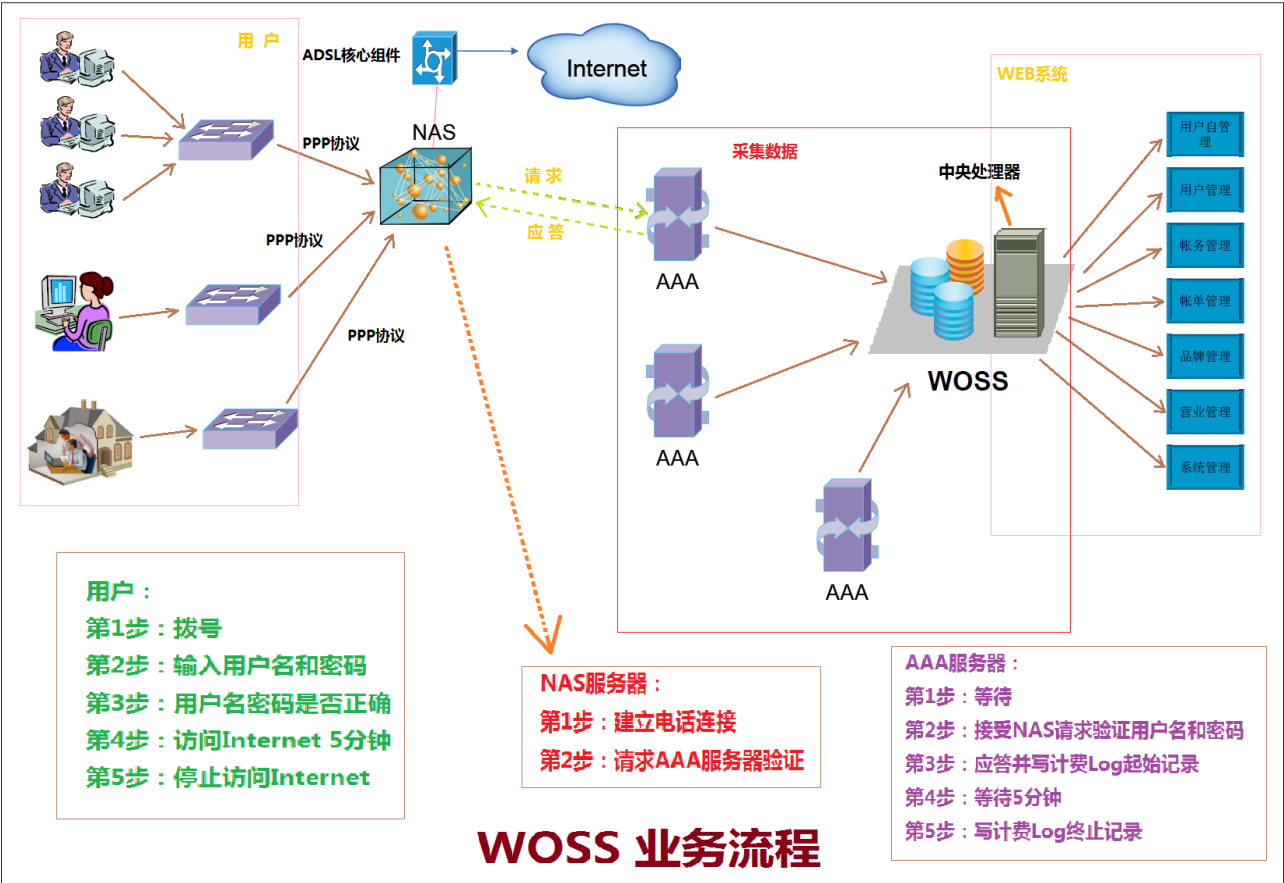 用 户
ADSL核心组件
Internet
WEB系统
NAS
PPP协议
PPP协议
PPP协议
请 求
应 答
采集数据
中央处理器
AAA
AAA
AAA
WOSS
用户自管
理
用户管理
帐务管理
帐单管理
品牌管理
营业管理
系统管理
用户：
第1步：拨号
第2步：输入用户名和密码
第3步：用户名密码是否正确
第4步：访问Internet 5分钟
第5步：停止访问Internet
NAS服务器：
第1步：建立电话连接
第2步：请求AAA服务器验证
AAA服务器：
第1步：等待
第2步：接受NAS请求验证用户名和密码
第3步：应答并写计费Log起始记录
第4步：等待5分钟
第5步：写计费Log终止记录
WOSS 业务流程